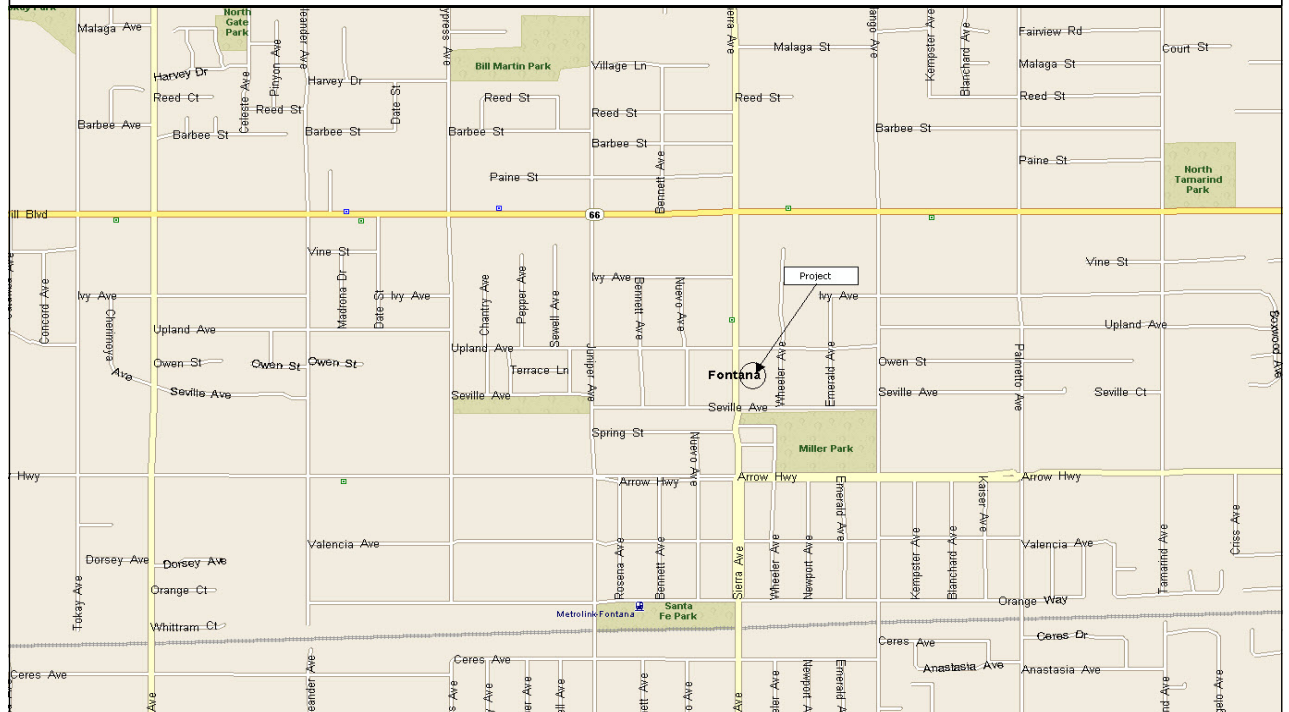 North
Gate
Park
Malaga Ave
Bill Martin Park
Village Ln
Malaga St
Kempster Ave
Blanchard Ave
Fairview Rd
Malaga St
Court St
Harvey Dr
Harvey Dr
Pinyon Ave
Celeste Ave
Date St
Reed Ct
Reed St
Reed St
Reed St
Reed St
Reed St
Barbee Ave
Barbee St
Barbee St
Barbee St
Barbee St
Barbee St
Paine St
Paine St
Bennett Ave
North
Tamarind
Park
ill Blvd
66
Vine St
Vine St
Concord Ave
Ivy Ave
Cherimoya
Ave
Madrona Dr
Date St
Ivy Ave
Chantry Ave
Pepper Ave
Sewell Ave
Ivy Ave
Bennett Ave
Nuevo Ave
Project
Ivy Ave
Upland Ave
Upland Ave
Upland Ave
Boxwood Ave
Owen St
Owen St
Owen St
Owen St
Terrace Ln
Juniper Ave
Fontana
Wheeler Ave
Emerald Ave
Palmetto Ave
Seville Ave
Seville Ave
Seville Ave
Seville Ave
Seville Ct
Spring St
Nuevo Ave
Miller Park
Hwy
Arrow Hwy
Arrow Hwy
Arrow Hwy
Emerald Ave
Kaiser Ave
Criss Ave
Valencia Ave
Valencia Ave
Dorsey Ave
Dorsey Ave
Tokay Ave
Orange Ct
Rosena Ave
Bennett Ave
Sierra Ave
Wheeler Ave
Newport Ave
Kempster Ave
Blanchard Ave
Tamarind Ave
Orange Way
Metrolink-Fontana
Santa
Fe Park
Whittram Ct
Ceres Ave
Ceres Ave
Ceres Ave
Ceres Dr
Anastasia Ave
Anastasia Ave
eander Ave
Newport A
Emerald A